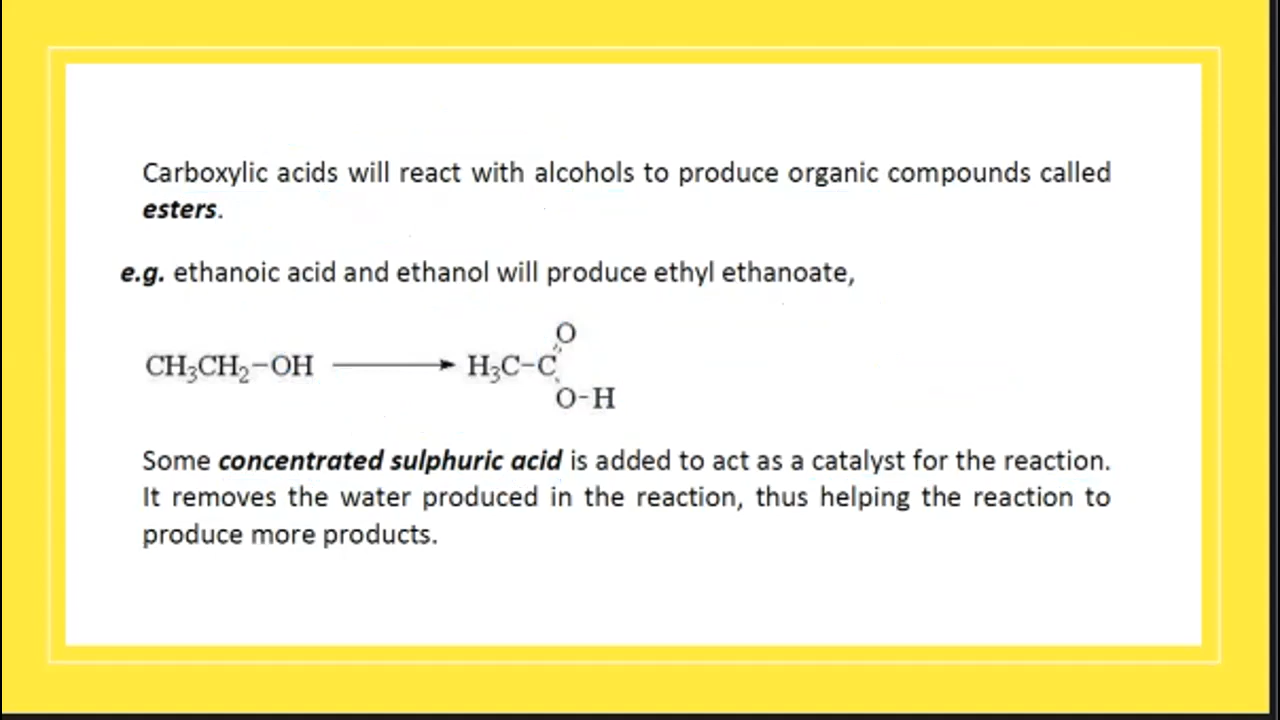 Carboxylic acids will react with alcohols to produce organic compounds called
esters.
e.g. ethanoic acid and ethanol will produce ethyl ethanoate,
O
CH₃CH₂–OH ⟶ H₃C–C
O–H
Some concentrated sulphuric acid is added to act as a catalyst for the reaction.
It removes the water produced in the reaction, thus helping the reaction to
produce more products.